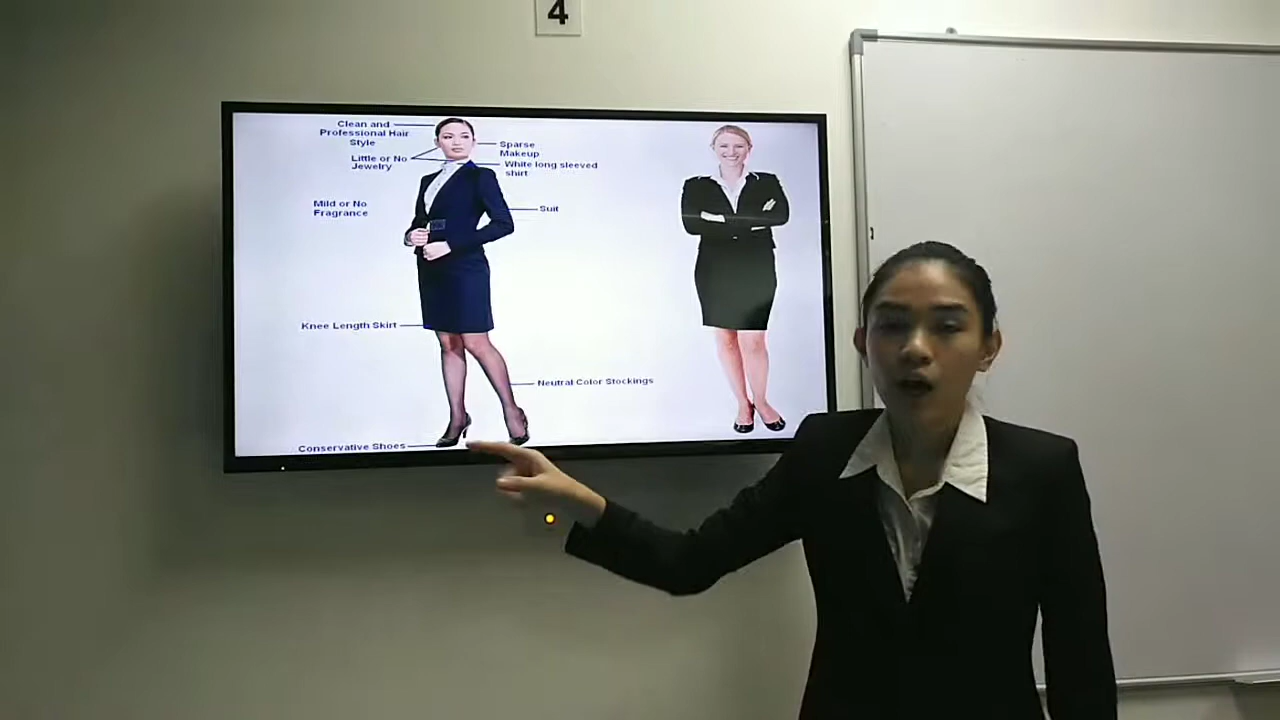 4
Clean and
Professional Hair
Style
Sparse
Makeup
Little or No
Jewelry
White long sleeved
shirt
Mild or No
Fragrance
Suit
Knee Length Skirt
Neutral Color Stockings
Conservative Shoes